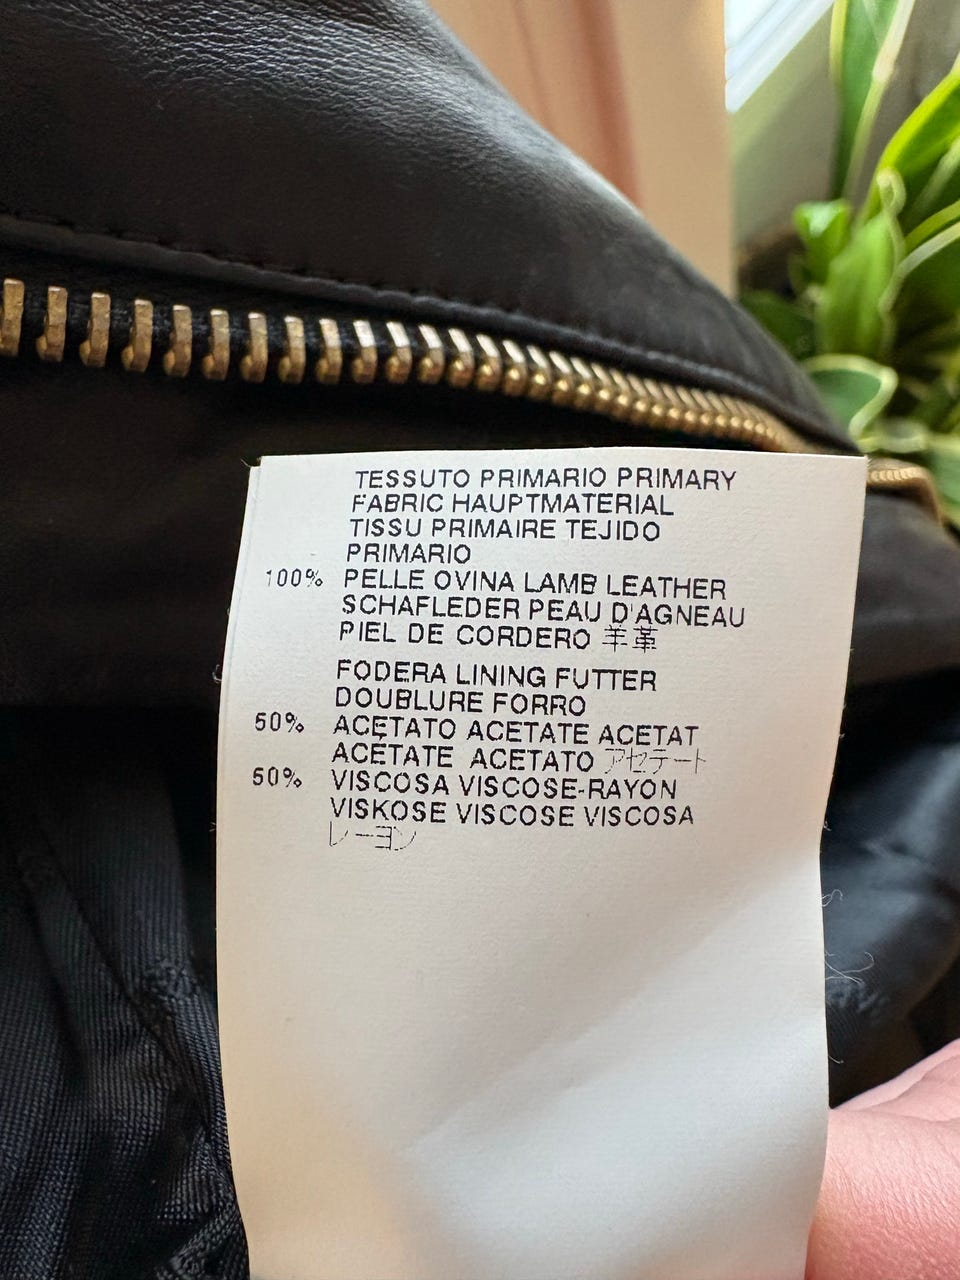 TESSUTO PRIMARIO PRIMARY
FABRIC HAUPTMATERIAL
TISSU PRIMAIRE TEJIDO
PRIMARIO
100% PELLE OVINA LAMB LEATHER
SCHAFLEDER PEAU D'AGNEAU
PIEL DE CORDERO 羊革
FODERA LINING FUTTER
DOUBLURE FORRO
50% ACETATO ACETATE ACETAT
ACÉTATE ACETATO アセテート
50% VISCOSA VISCOSE-RAYON
VISKOSE VISCOSE VISCOSA
レーヨン